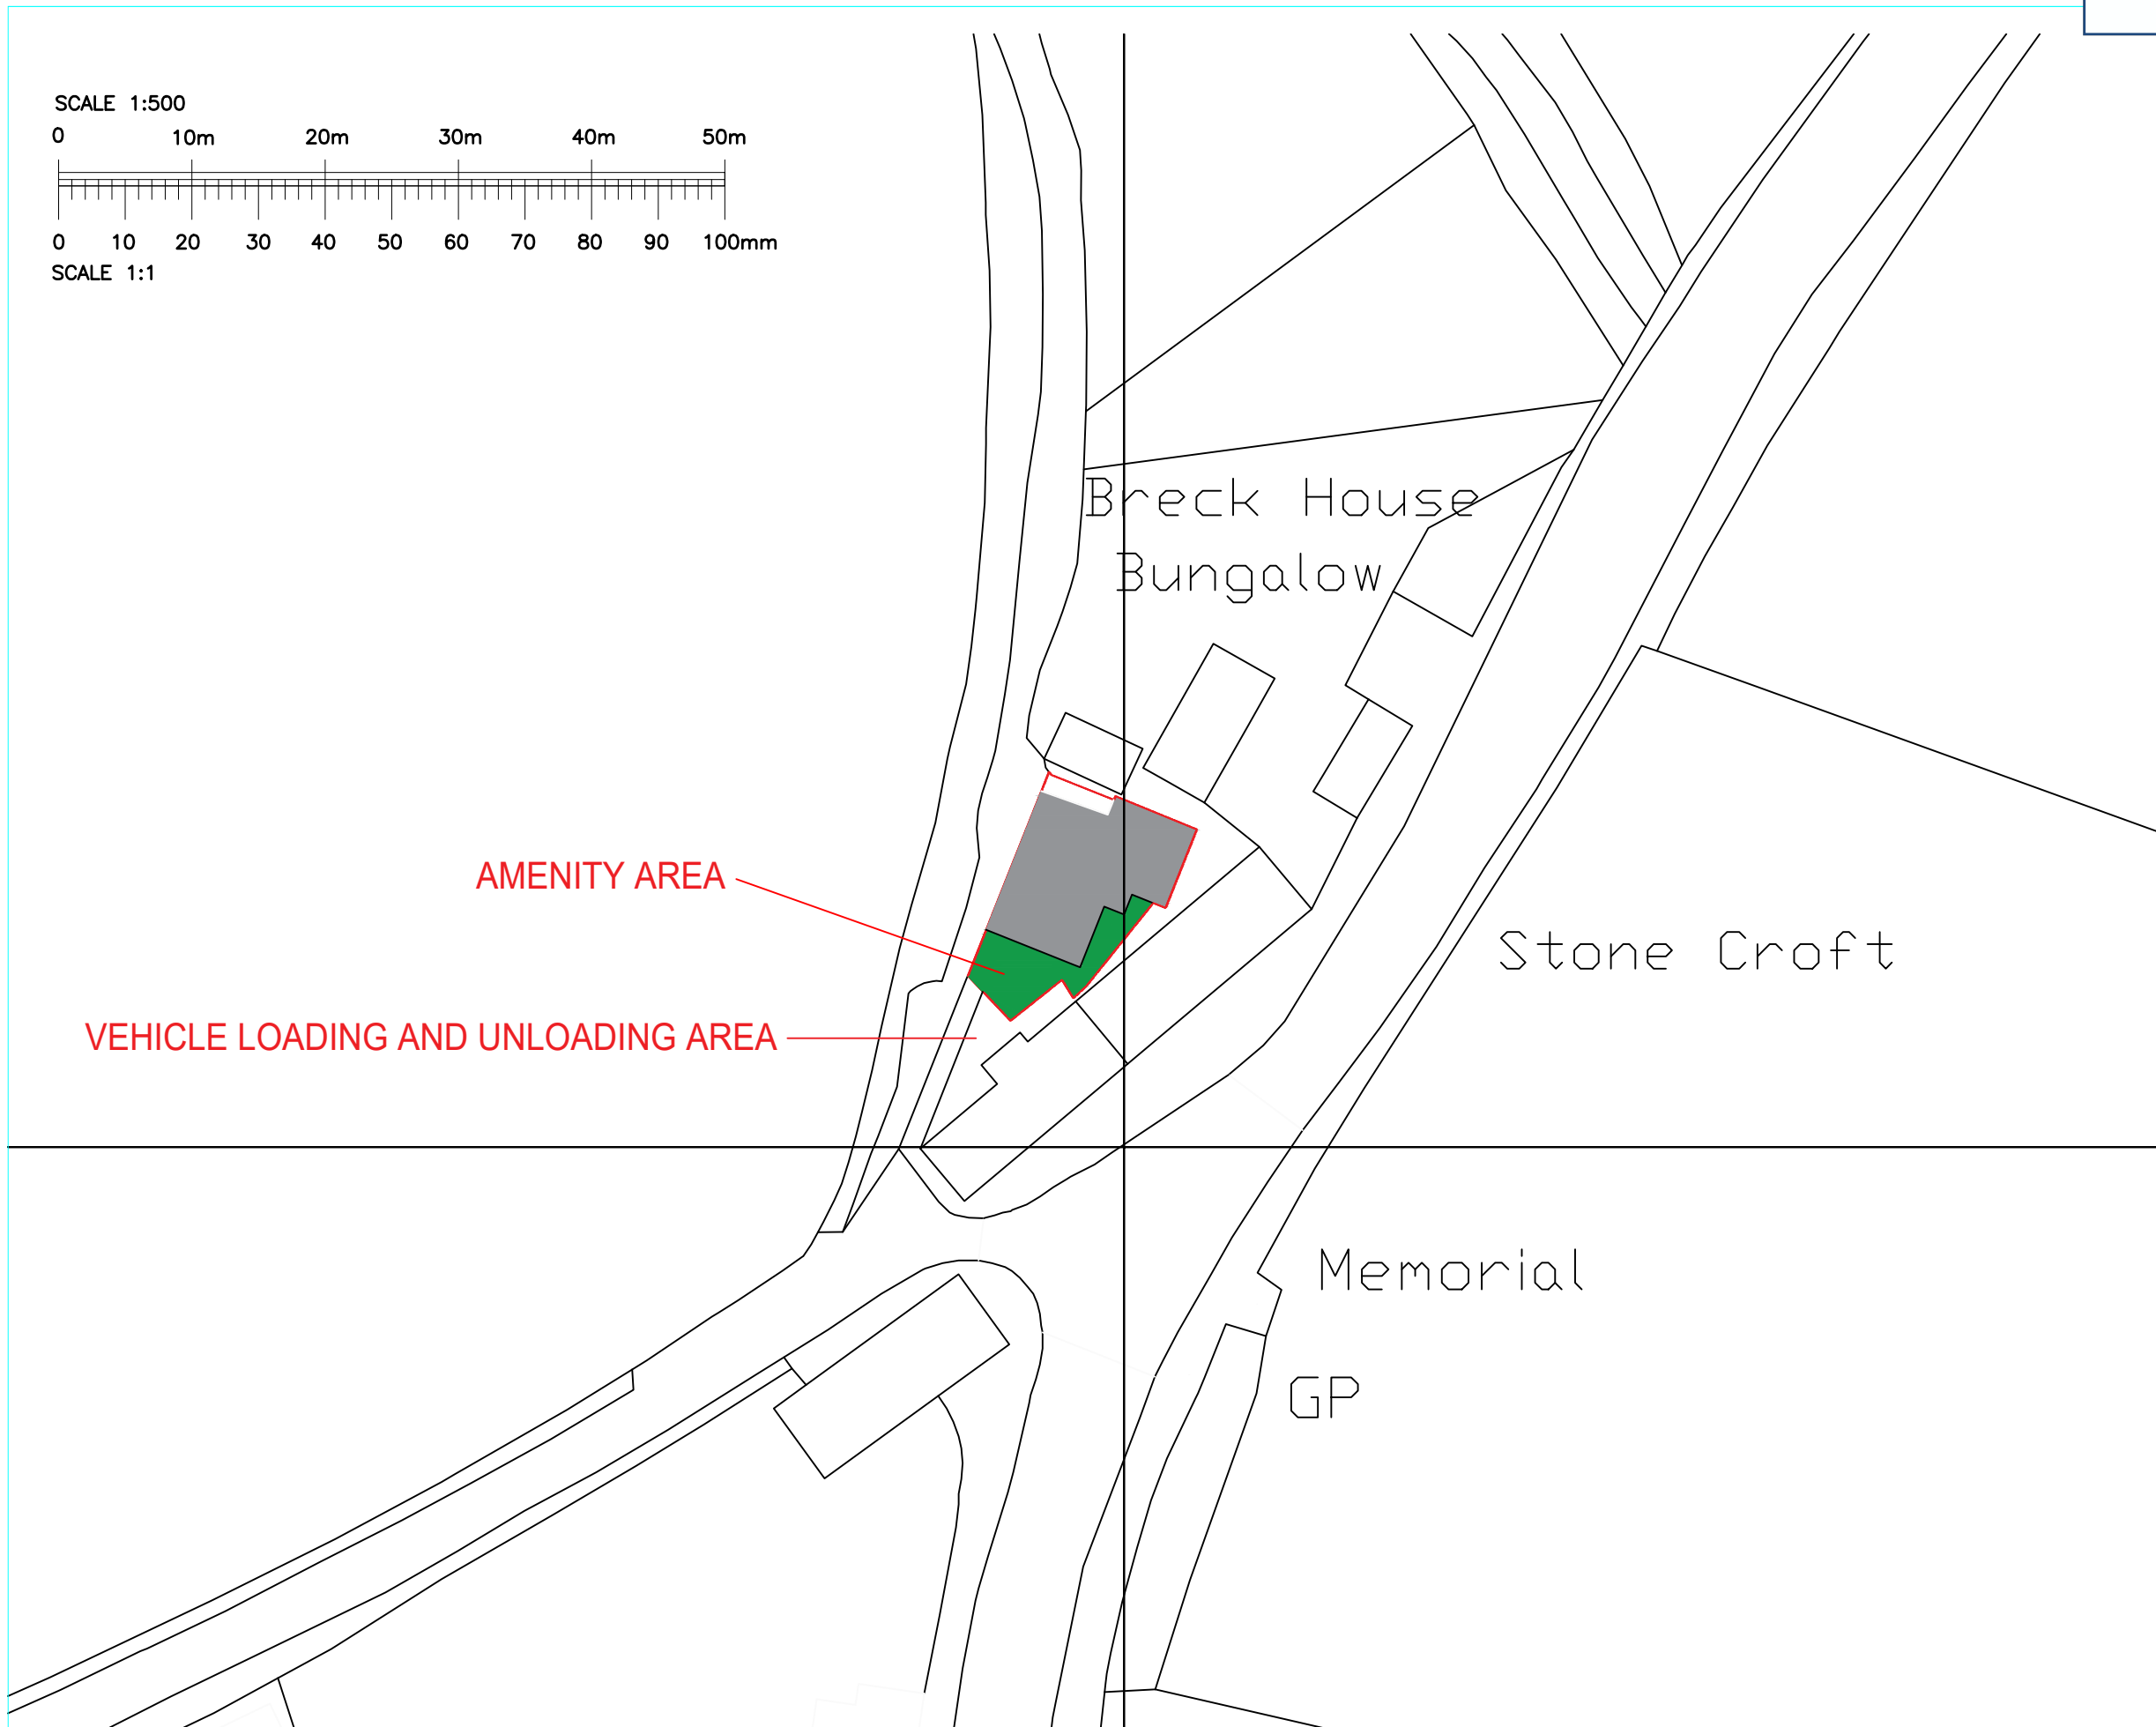 SCALE 1:500
0 10m 20m 30m 40m 50m
0 10 20 30 40 50 60 70 80 90 100mm
SCALE 1:1
Breck House
Bungalow
AMENITY AREA
Stone Croft
VEHICLE LOADING AND UNLOADING AREA
Memorial
GP